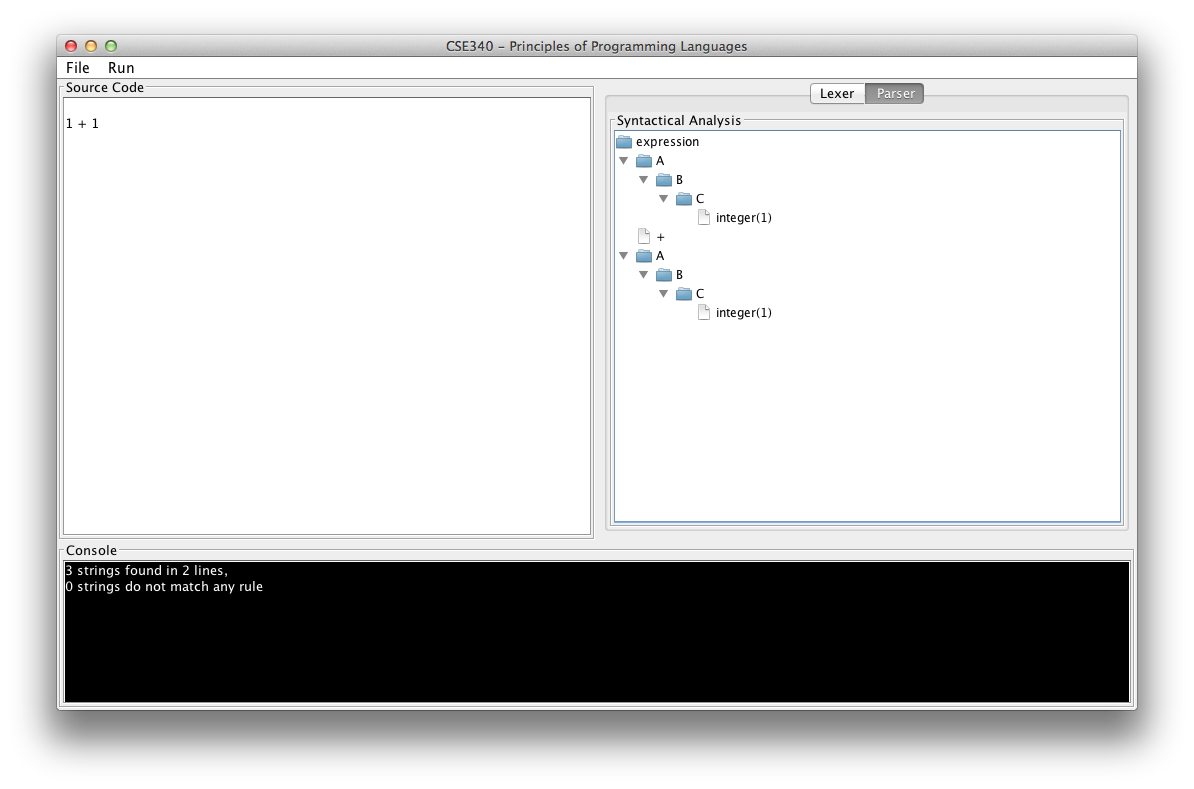 CSE340 – Principles of Programming Languages
File Run
Source Code
1 + 1
Lexer Parser
Syntactical Analysis
expression
A
B
C
integer(1)
+
A
B
C
integer(1)
Console
3 strings found in 2 lines,
0 strings do not match any rule